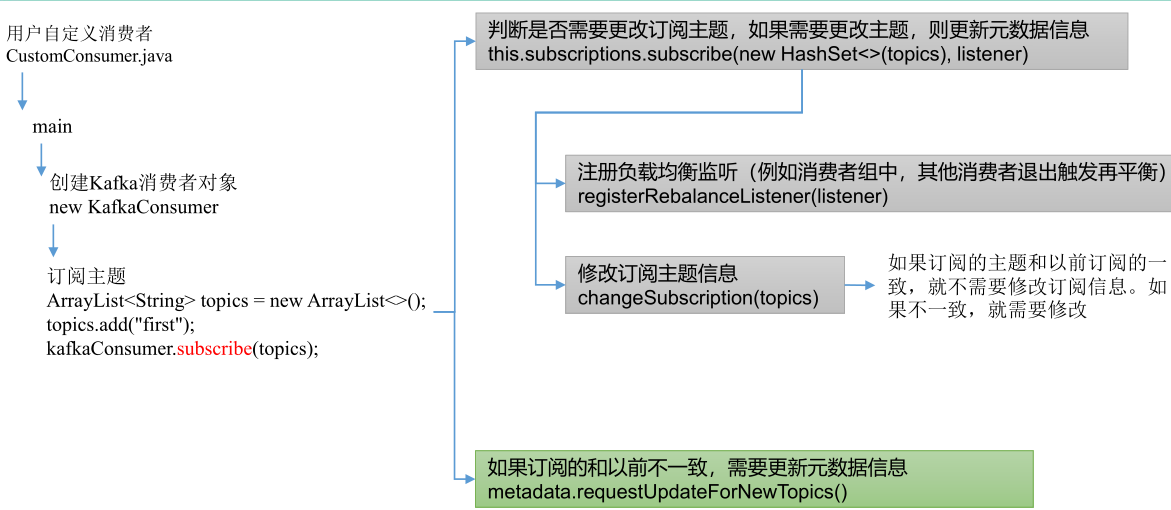 用户自定义消费者
CustomConsumer.java
main
创建Kafka消费者对象
new KafkaConsumer
订阅主题
ArrayList<String> topics = new ArrayList<>();
topics.add("first");
kafkaConsumer.subscribe(topics);
判断是否需要更改订阅主题，如果需要更改主题，则更新元数据信息
this.subscriptions.subscribe(new HashSet<>(topics), listener)
注册负载均衡监听（例如消费者组中，其他消费者退出触发再平衡）
registerRebalanceListener(listener)
修改订阅主题信息
changeSubscription(topics)
如果订阅的主题和以前订阅的一
致，就不需要修改订阅信息。如
果不一致，就需要修改
如果订阅的和以前不一致，需要更新元数据信息
metadata.requestUpdateForNewTopics()